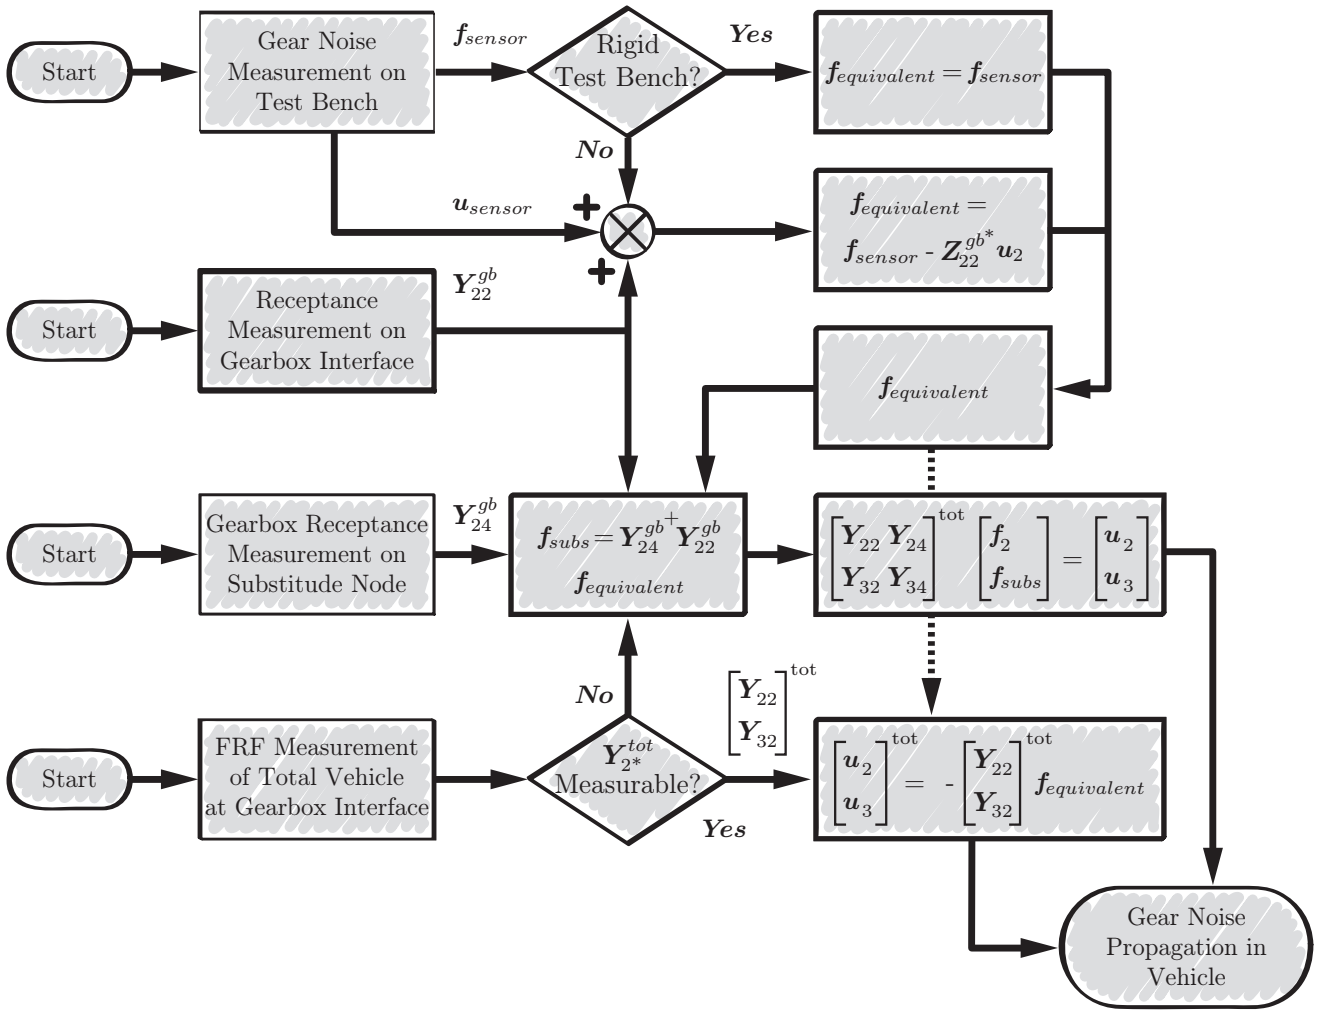 Start
Gear Noise
Measurement on
Test Bench
f_sensor
Rigid
Test Bench?
Yes
f_equivalent = f_sensor
No
u_sensor
+
+
f_equivalent =
f_sensor - Z_22^gb* u_2
Start
Receptance
Measurement on
Gearbox Interface
Y_22^gb
f_equivalent
Start
Gearbox Receptance
Measurement on
Substitude Node
Y_24^gb
f_subs = Y_24^gb+ Y_22^gb
f_equivalent
[Y_22 Y_24]^tot [f_2] = [u_2]
[Y_32 Y_34] [f_subs] [u_3]
Start
FRF Measurement
of Total Vehicle
at Gearbox Interface
No
Y_2*^tot
Measurable?
Yes
[Y_22]^tot
[Y_32]
[u_2]^tot = - [Y_22]^tot f_equivalent
[u_3] [Y_32]
Gear Noise
Propagation in
Vehicle